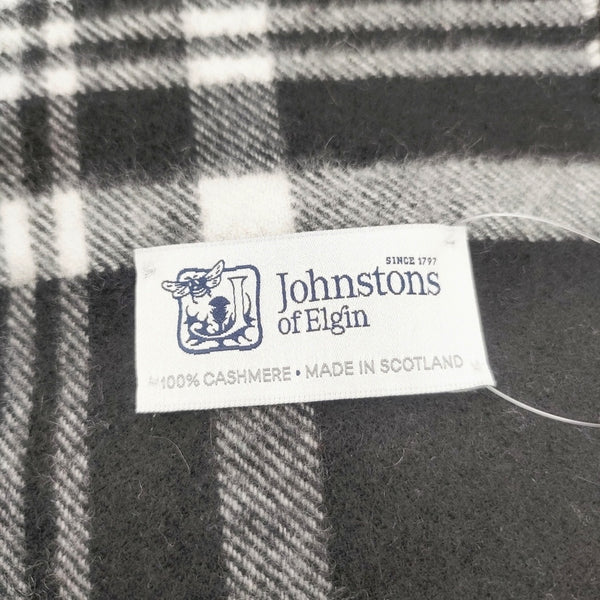 SINCE 1797
Johnstons
of Elgin
100% CASHMERE • MADE IN SCOTLAND